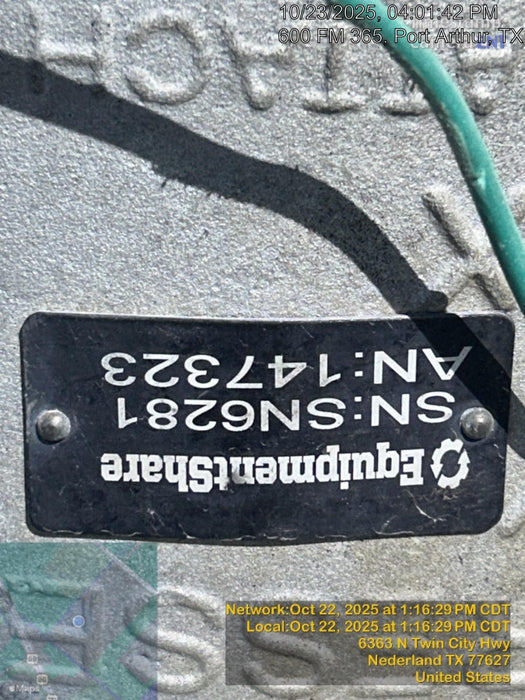 10/23/2025, 04:01:42 PM
600 FM 365, Port Arthur, TX
EquipmentShare
SN:SN6281
AN:147323
Network:Oct 22, 2025 at 1:16:29 PM CDT
Local:Oct 22, 2025 at 1:16:29 PM CDT
6363 N Twin City Hwy
Nederland TX 77627
United States
Maps